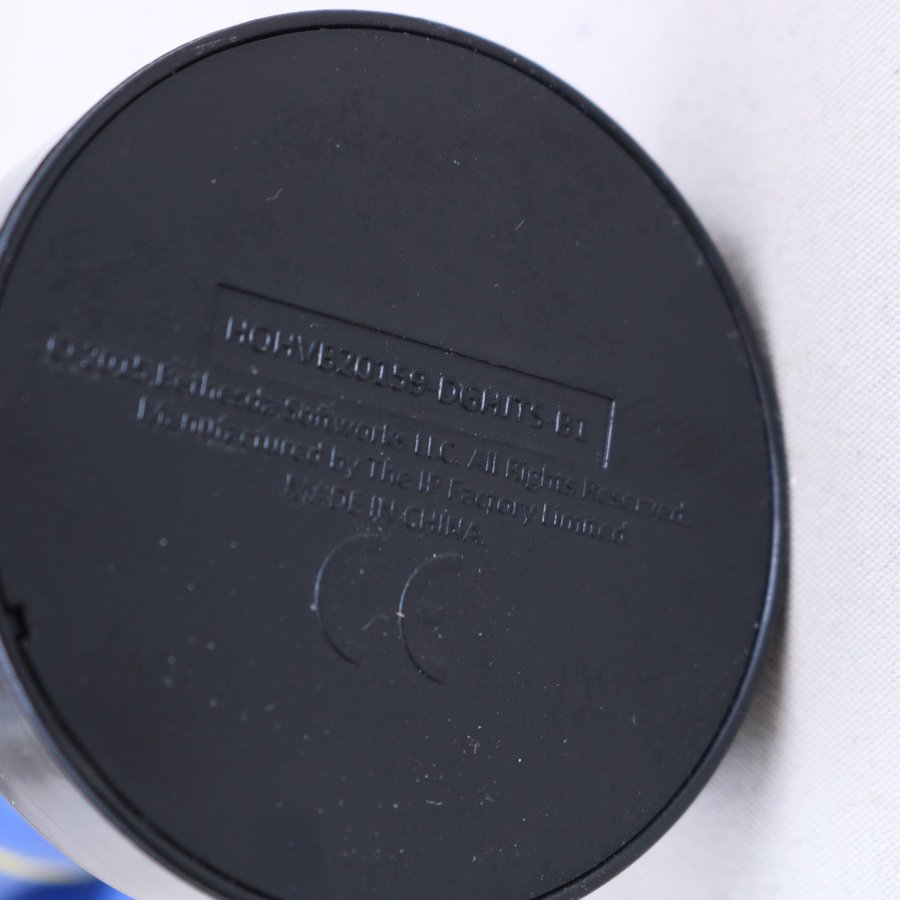 HOHVB20159-DGHJTS-B1
© 2015 Bethesda Softworks LLC. All Rights Reserved.
Manufactured by The IP Factory Limited.
MADE IN CHINA.
CE